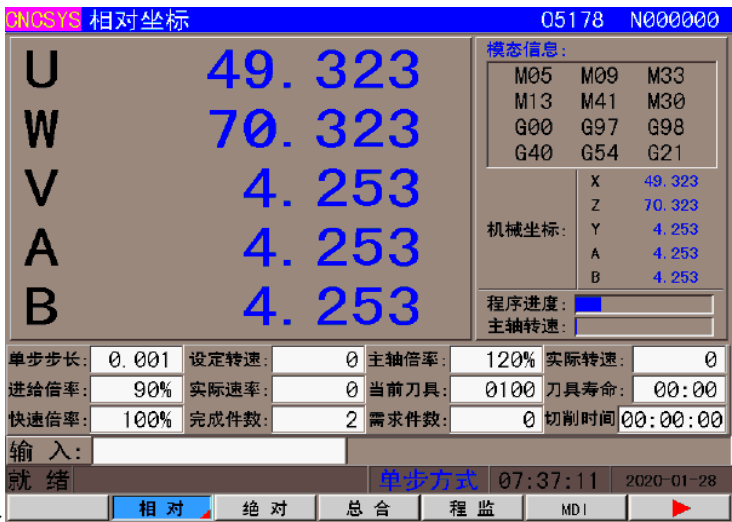 CNCSYS 相对坐标 O5178 N000000
U 49.323
W 70.323
V 4.253
A 4.253
B 4.253
模态信息:
M05 M09 M33
M13 M41 M30
G00 G97 G98
G40 G54 G21
机械坐标:
X 49.323
Z 70.323
Y 4.253
A 4.253
B 4.253
程序进度:
主轴转速:
单步步长: 0.001 设定转速: 0 主轴倍率: 120% 实际转速: 0
进给倍率: 90% 实际速率: 0 当前刀具: 0100 刀具寿命: 00:00
快速倍率: 100% 完成件数: 2 需求件数: 0 切削时间 00:00:00
输 入:
就 绪 单步方式 07:37:11 2020-01-28
相 对 绝 对 总 合 程 监 MDI